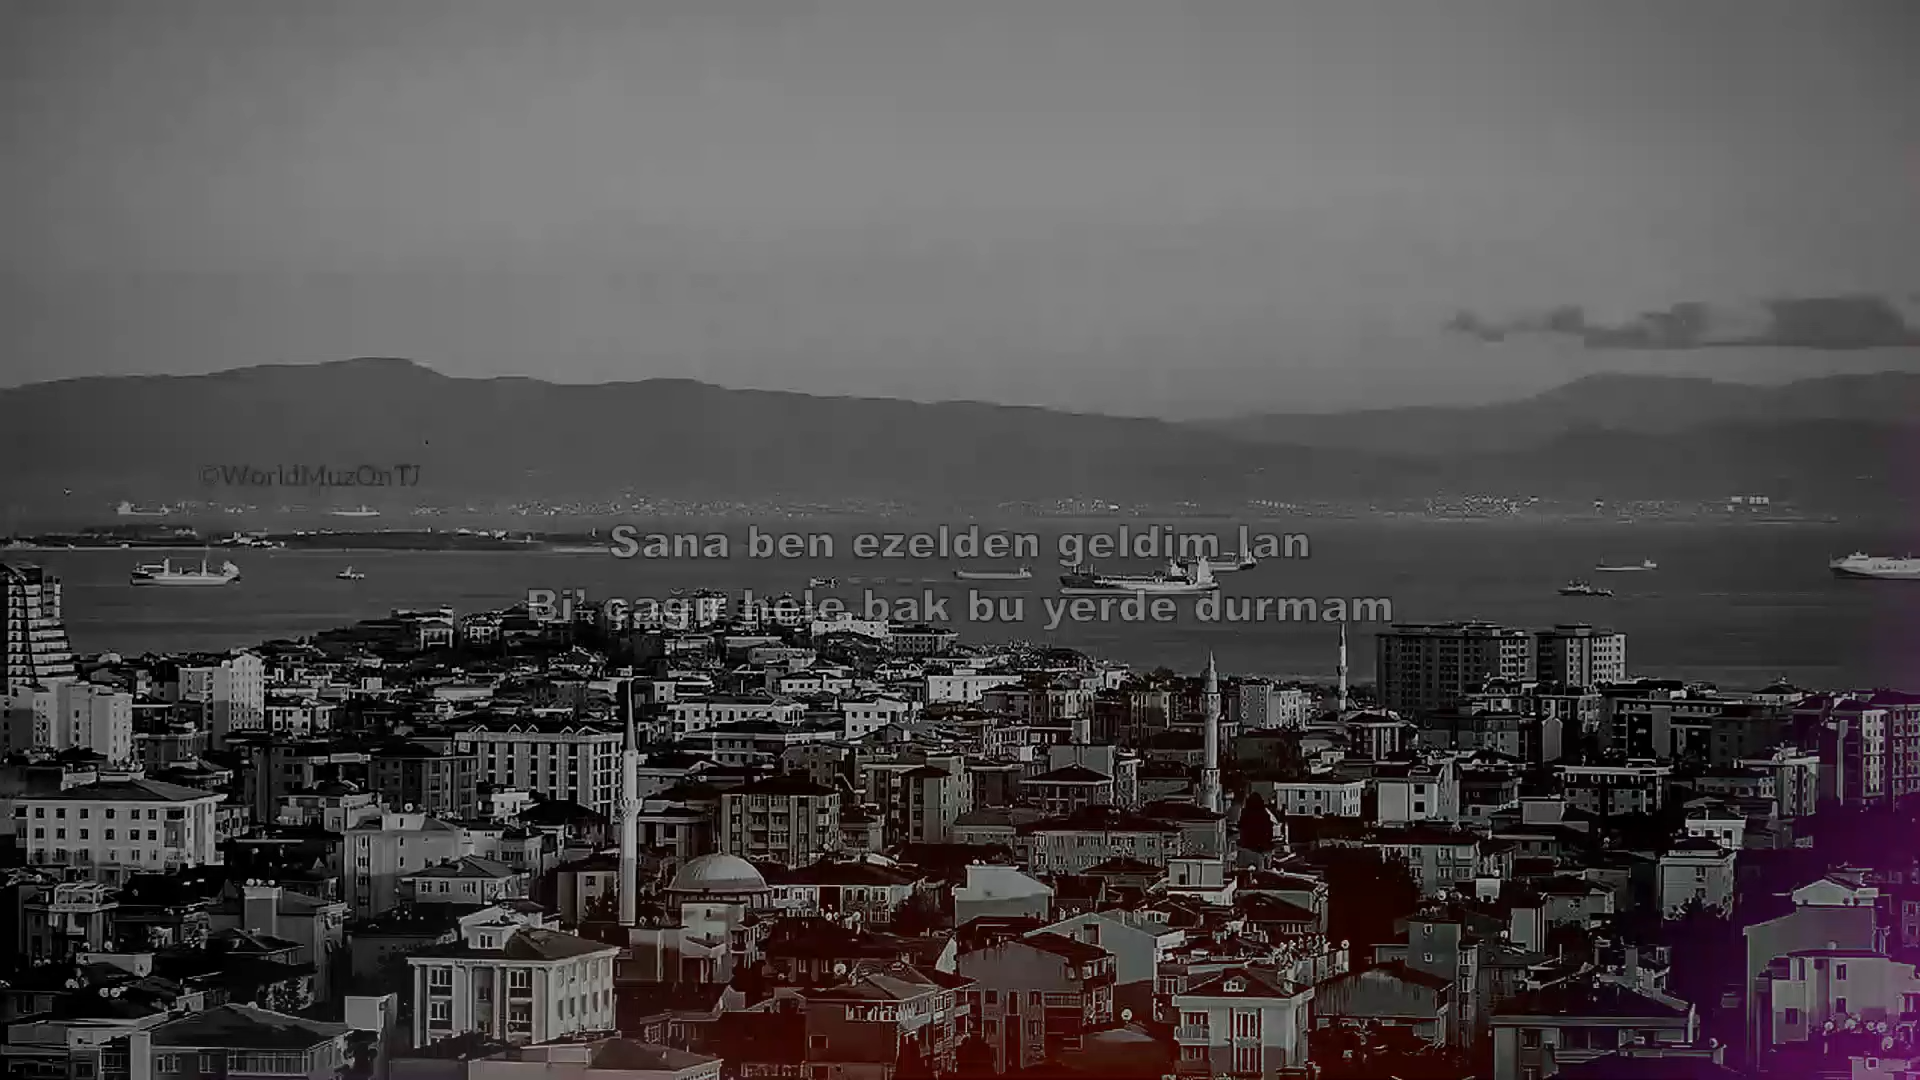 ©WorldMuzOnTJ
Sana ben ezelden geldim lan
Bi' çağır hele bak bu yerde durmam